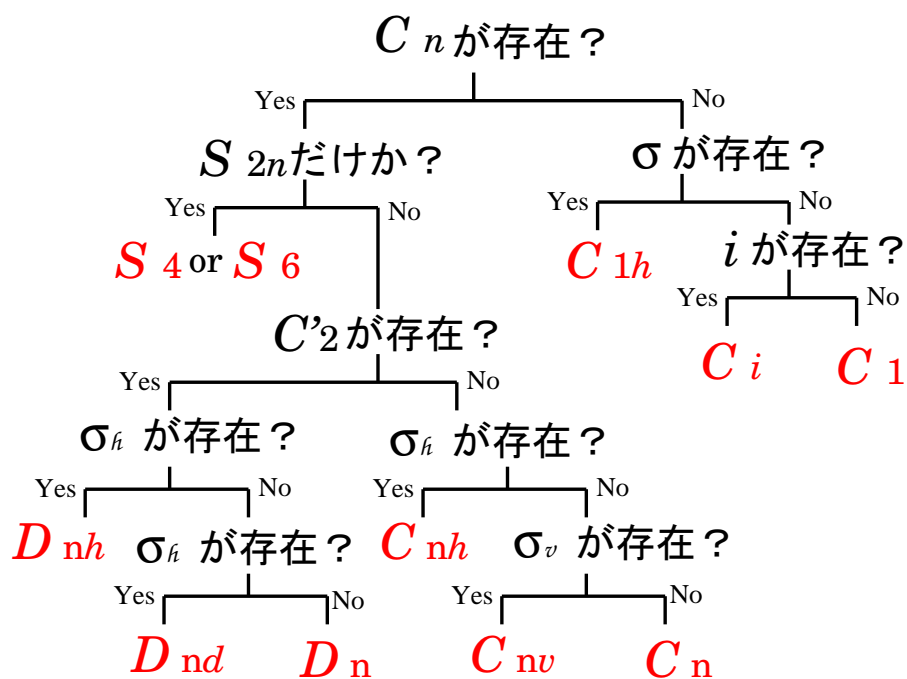 C n が存在？
Yes No
S 2nだけか？ σ が存在？
Yes No Yes No
S 4 or S 6 C 1h i が存在？
Yes No
C'2が存在？ C i C 1
Yes No
σh が存在？ σh が存在？
Yes No Yes No
D nh σh が存在？ C nh σv が存在？
Yes No Yes No
D nd D n C nv C n